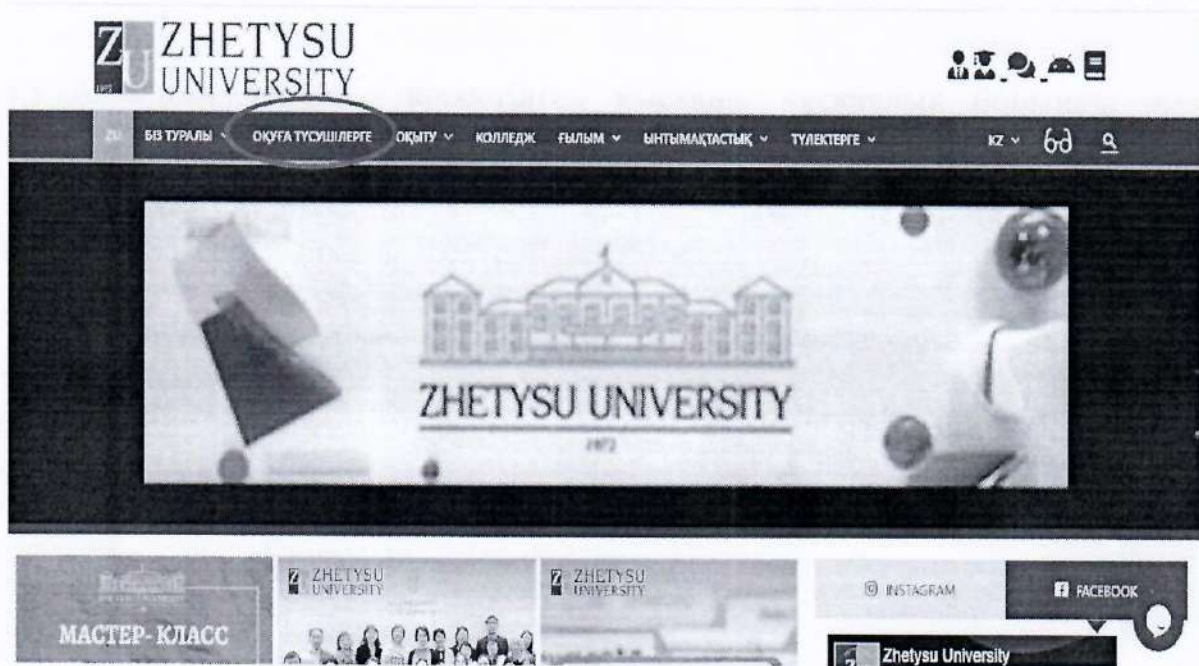 ZHETYSU
UNIVERSITY
ZU БІЗ ТУРАЛЫ ОҚУҒА ТҮСУШІЛЕРГЕ ОҚЫТУ КОЛЛЕДЖ ҒЫЛЫМ ЫНТЫМАҚТАСТЫҚ ТҮЛЕКТЕРГЕ KZ
ZHETYSU UNIVERSITY
1972
МАСТЕР-КЛАСС
ZHETYSU
UNIVERSITY
ZHETYSU
UNIVERSITY
INSTAGRAM
FACEBOOK
Zhetysu University